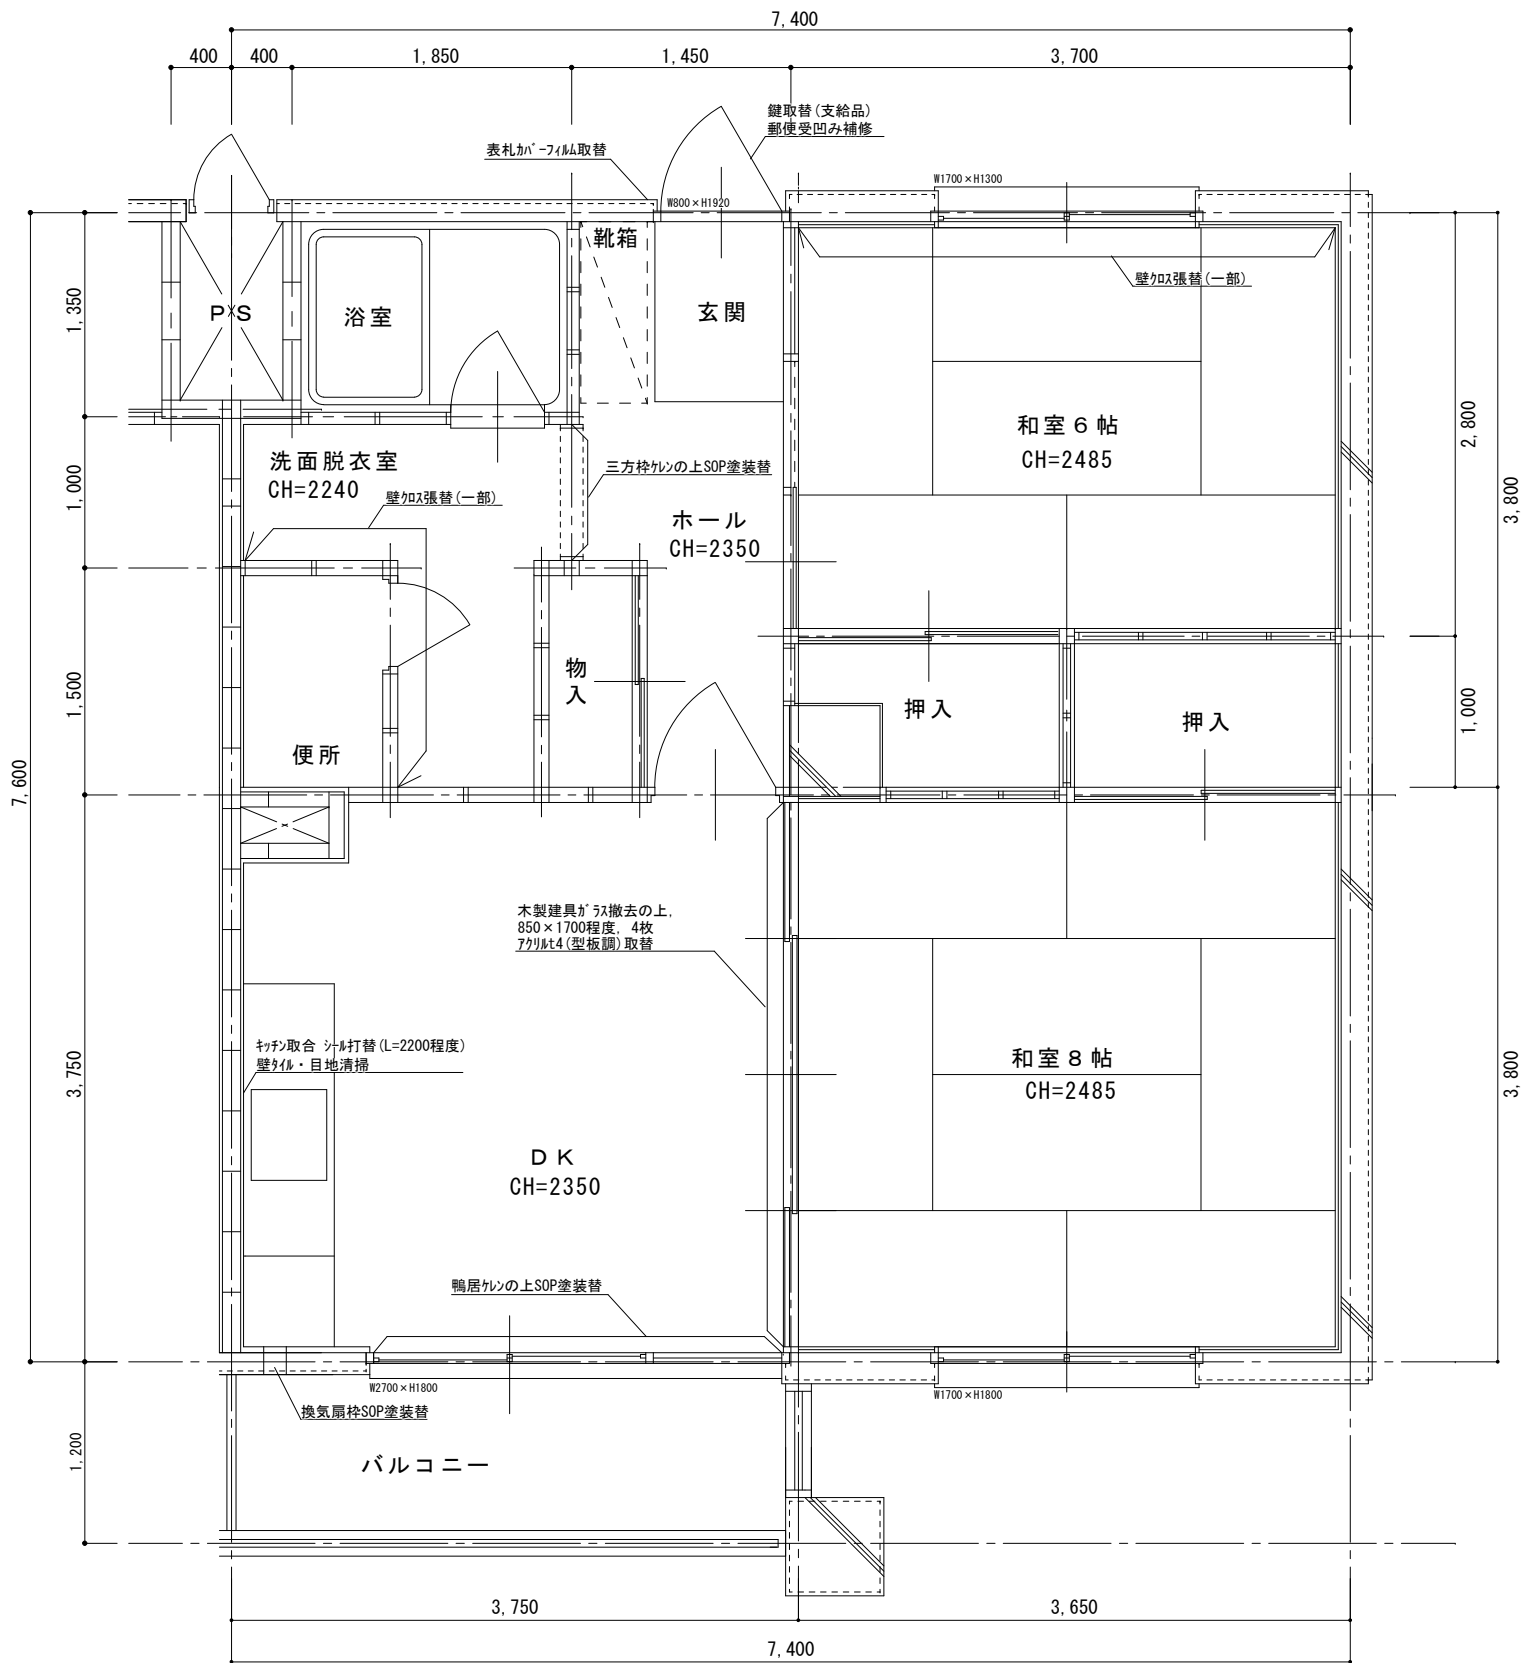 7,400
400
400
1,850
1,450
3,700
鍵取替(支給品)
郵便受凹み補修
表札ｶﾊﾞｰﾌｨﾙﾑ取替
W1700×H1300
W800×H1920
靴箱
PS
浴室
玄関
壁ｸﾛｽ張替(一部)
1,350
和室６帖
CH=2485
2,800
洗面脱衣室
CH=2240
三方枠ｹﾚﾝの上SOP塗装替
1,000
壁ｸﾛｽ張替(一部)
3,800
ホール
CH=2350
物
入
1,500
押入
押入
1,000
便所
7,600
木製建具ｶﾞﾗｽ撤去の上,
850×1700程度, 4枚
ｱｸﾘﾙt4(型板調)取替
キッチン取合 ｼｰﾙ打替(L=2200程度)
壁ﾀｲﾙ・目地清掃
3,750
和室８帖
CH=2485
3,800
ＤＫ
CH=2350
鴨居ｹﾚﾝの上SOP塗装替
W2700×H1800
W1700×H1800
換気扇枠SOP塗装替
1,200
バルコニー
3,750
3,650
7,400